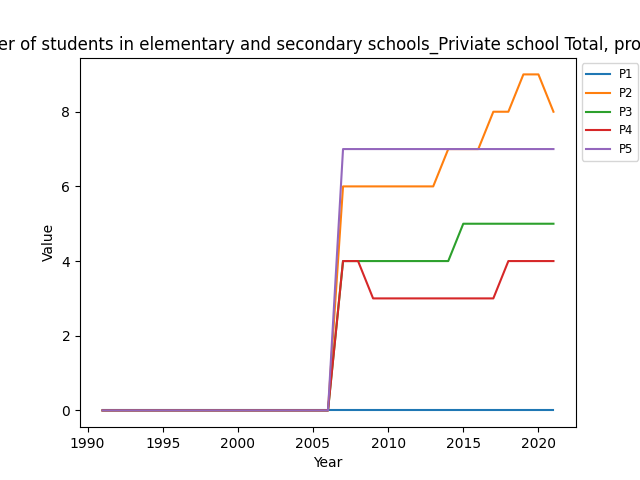 er of students in elementary and secondary schools_Priviate school Total, pro
P1
P2
P3
P4
P5
Value
8
6
4
2
0
1990 1995 2000 2005 2010 2015 2020
Year